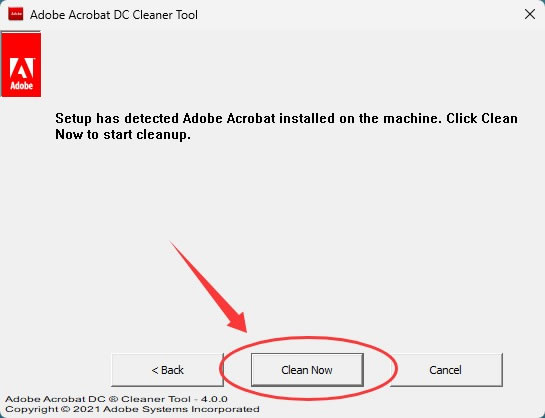 Adobe Acrobat DC Cleaner Tool
Adobe
Setup has detected Adobe Acrobat installed on the machine. Click Clean
Now to start cleanup.
< Back
Clean Now
Cancel
Adobe Acrobat DC ® Cleaner Tool - 4.0.0
Copyright © 2021 Adobe Systems Incorporated